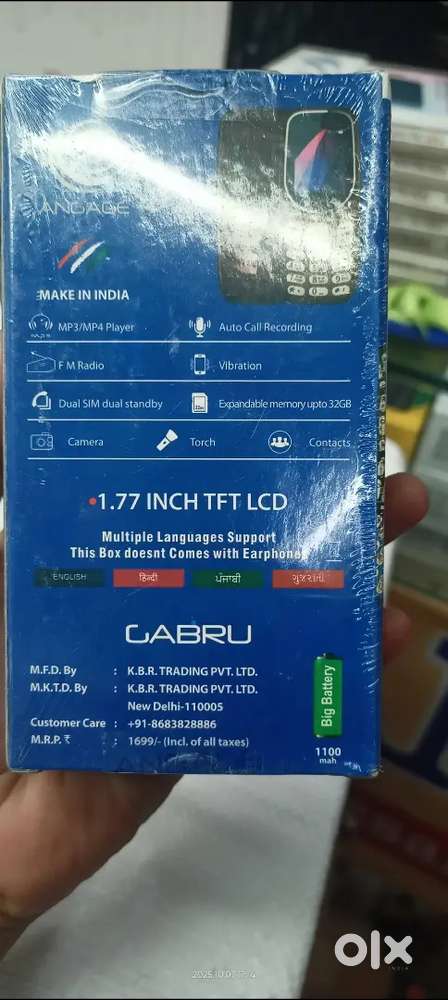 ANGAGE
MAKE IN INDIA
MP3/MP4 Player
Auto Call Recording
F M Radio
Vibration
Dual SIM dual standby
Expandable memory upto 32GB
Camera
Torch
Contacts
•1.77 INCH TFT LCD
Multiple Languages Support
This Box doesnt Comes with Earphone
ENGLISH
हिन्दी
ਪੰਜਾਬੀ
ગુજરાતી
GABRU
M.F.D. By : K.B.R. TRADING PVT. LTD.
M.K.T.D. By : K.B.R. TRADING PVT. LTD.
New Delhi-110005
Customer Care : +91-8683828886
M.R.P. ₹ : 1699/- (Incl. of all taxes)
Big Battery
1100
mah
olx
INDIA